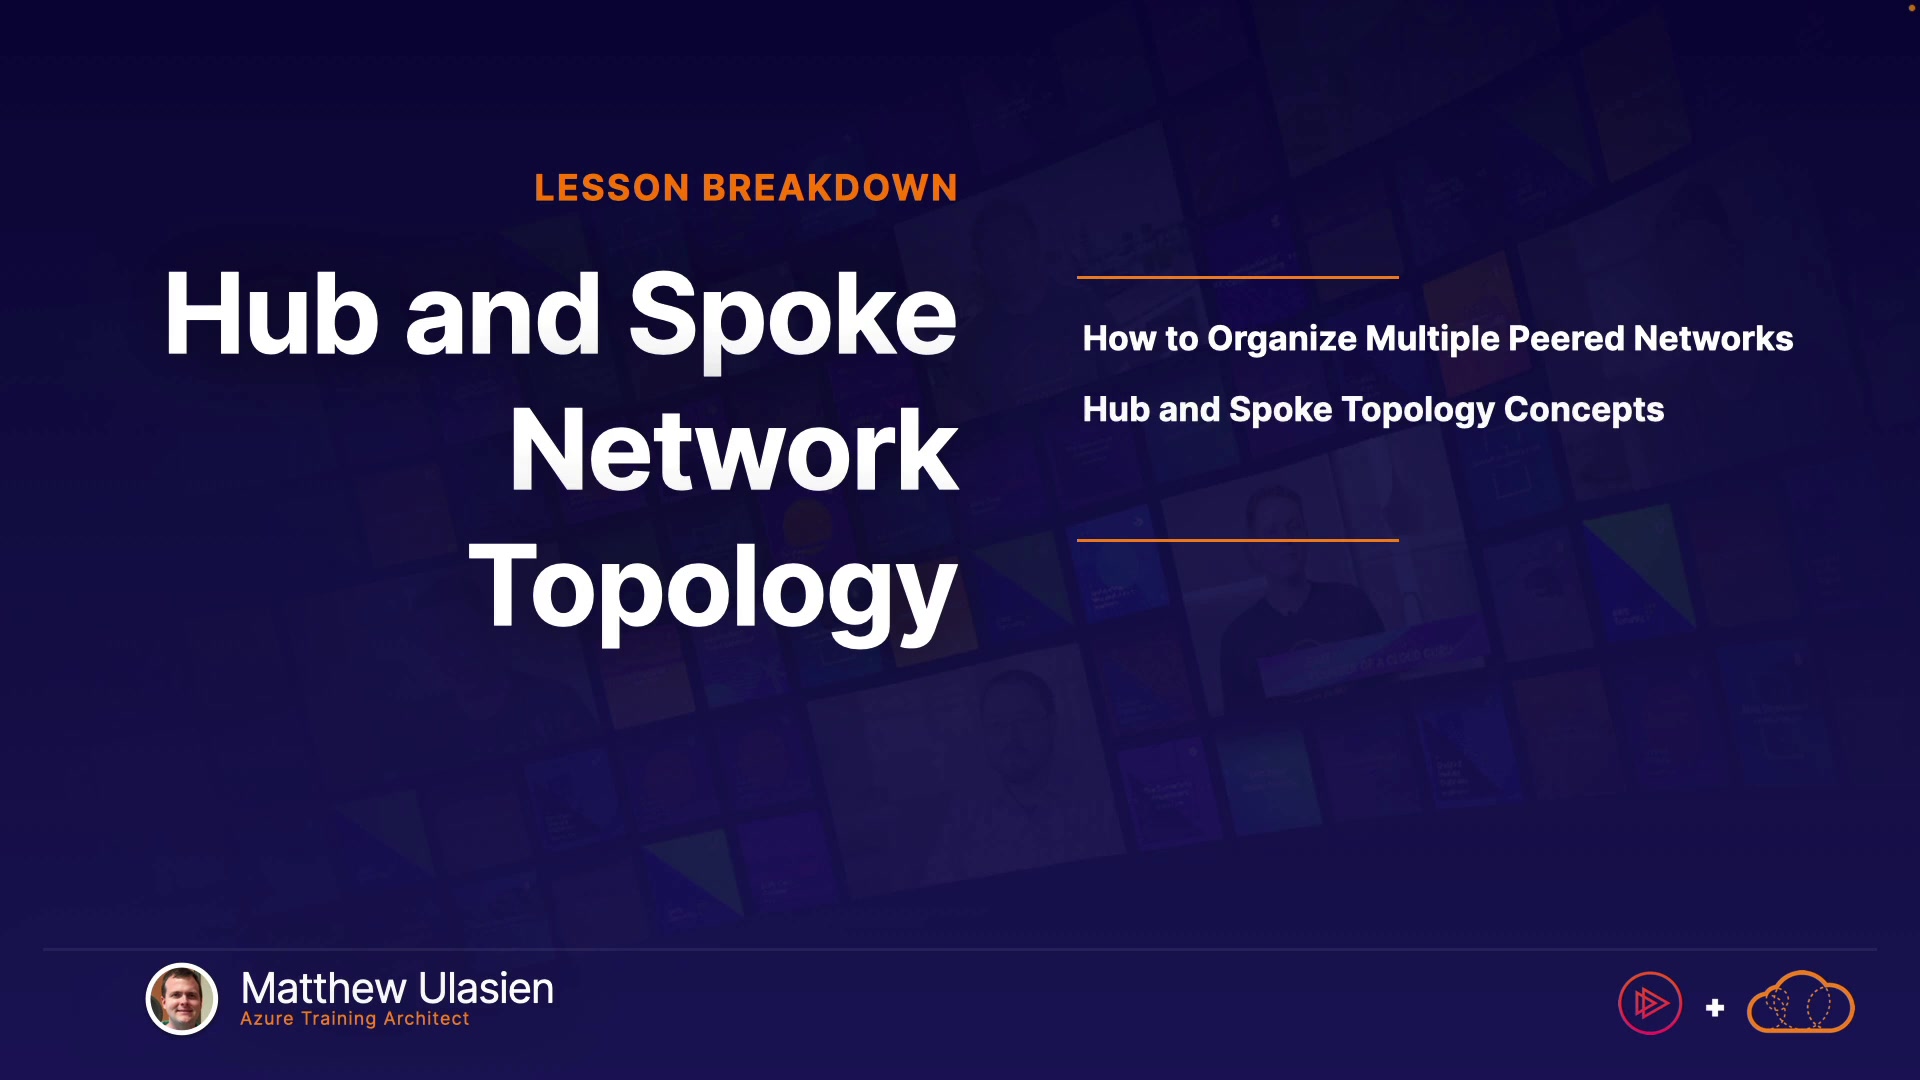 LESSON BREAKDOWN
Hub and Spoke
Network
Topology
How to Organize Multiple Peered Networks
Hub and Spoke Topology Concepts
Matthew Ulasien
Azure Training Architect
+